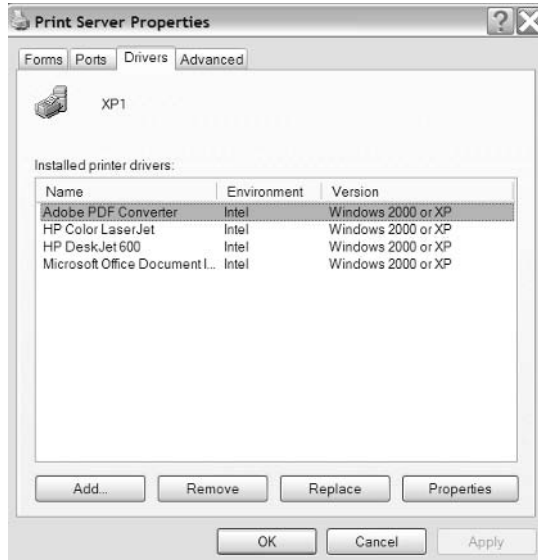 Print Server Properties
Forms Ports Drivers Advanced
XP1
Installed printer drivers:
Name Environment Version
Adobe PDF Converter Intel Windows 2000 or XP
HP Color LaserJet Intel Windows 2000 or XP
HP DeskJet 600 Intel Windows 2000 or XP
Microsoft Office Document I... Intel Windows 2000 or XP
Add... Remove Replace Properties
OK Cancel Apply